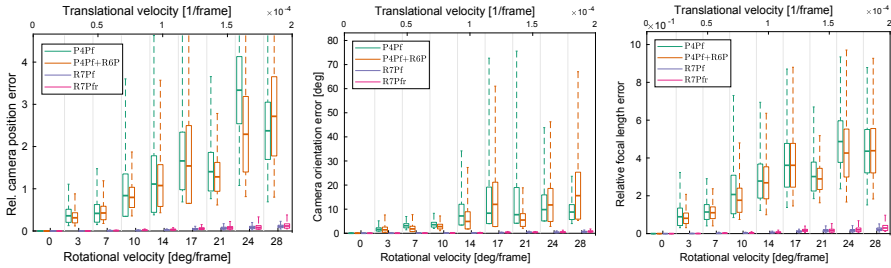 Translational velocity [1/frame]
0 0.5 1 1.5 2 ×10⁻⁴
P4Pf
P4Pf+R6P
R7Pf
R7Pfr
Rel. camera position error
4
3
2
1
0
0 3 7 10 14 17 21 24 28
Rotational velocity [deg/frame]
Translational velocity [1/frame]
0 0.5 1 1.5 2 ×10⁻⁴
P4Pf
P4Pf+R6P
R7Pf
R7Pfr
Camera orientation error [deg]
80
70
60
50
40
30
20
10
0
0 3 7 10 14 17 21 24 28
Rotational velocity [deg/frame]
Translational velocity [1/frame]
0 ×10⁻¹ 0.5 1 1.5 2 ×10⁻⁴
P4Pf
P4Pf+R6P
R7Pf
R7Pfr
Relative focal length error
10
8
6
4
2
0
0 3 7 10 14 17 21 24 28
Rotational velocity [deg/frame]